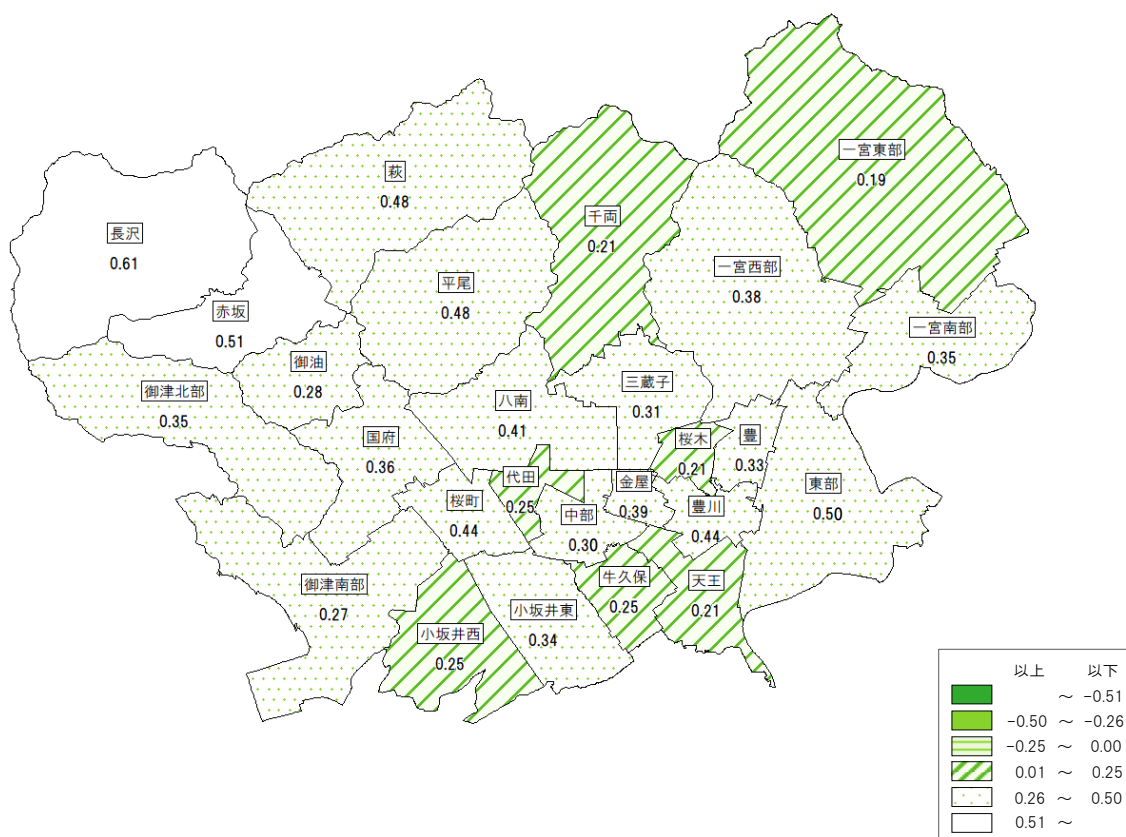 一宮東部
0.19
萩
0.48
千両
0.21
長沢
0.61
一宮西部
0.38
平尾
0.48
赤坂
0.51
一宮南部
0.35
御油
0.28
三蔵子
0.31
御津北部
0.35
八南
0.41
国府
0.36
桜木
0.21
豊
0.33
代田
0.25
金屋
0.39
東部
0.50
桜町
0.44
中部
0.30
豊川
0.44
御津南部
0.27
牛久保
0.25
天王
0.21
小坂井東
0.34
小坂井西
0.25
以上 以下
～ -0.51
-0.50 ～ -0.26
-0.25 ～ 0.00
0.01 ～ 0.25
0.26 ～ 0.50
0.51 ～